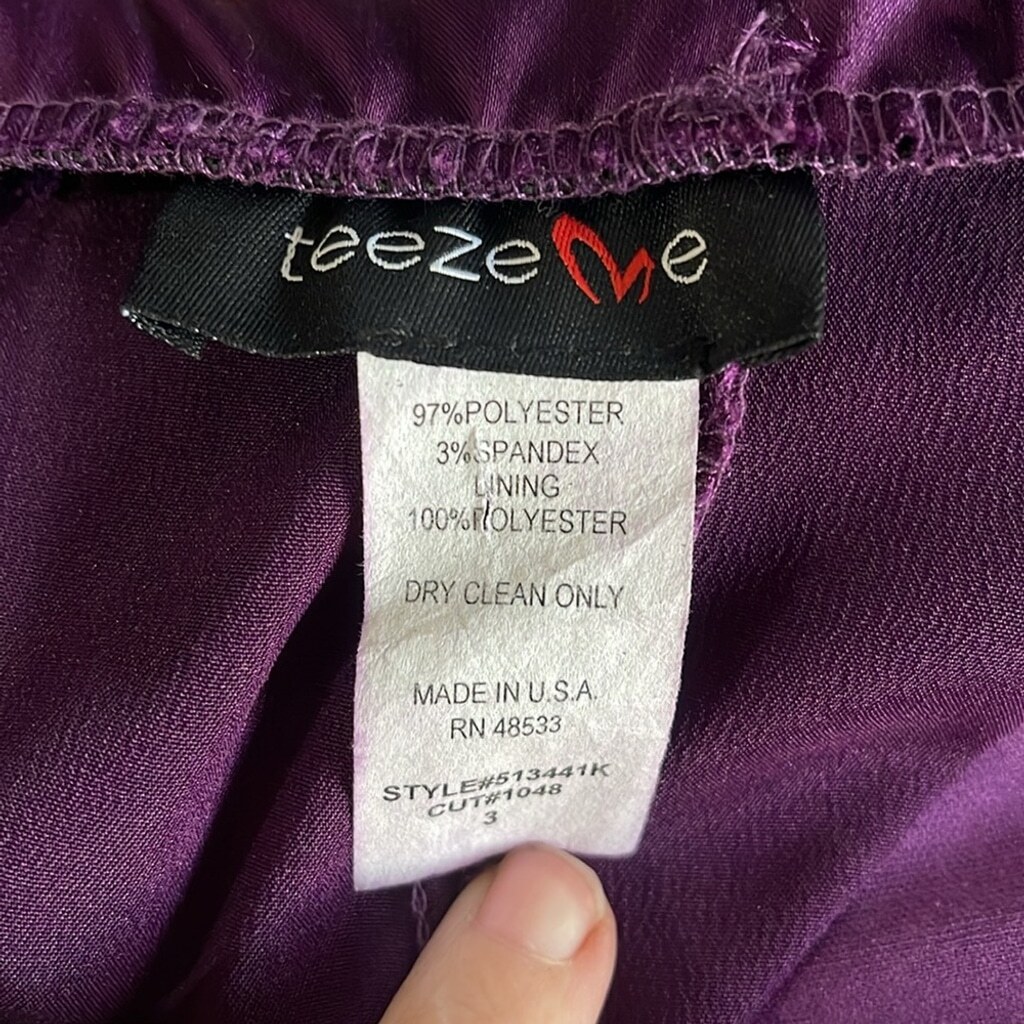 teezeMe
97%POLYESTER
3%SPANDEX
LINING
100%POLYESTER
DRY CLEAN ONLY
MADE IN U.S.A.
RN 48533
STYLE#513441K
CUT#1048
3